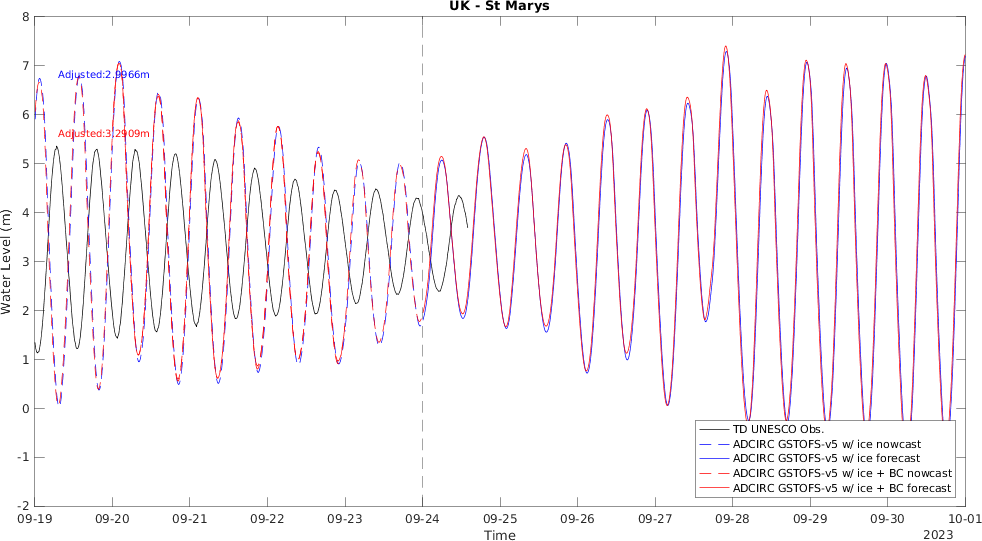 UK - St Marys
8
7
6
5
4
3
2
1
0
-1
-2
Water Level (m)
Adjusted:2.9966m
Adjusted:3.2909m
TD UNESCO Obs.
ADCIRC GSTOFS-v5 w/ ice nowcast
ADCIRC GSTOFS-v5 w/ ice forecast
ADCIRC GSTOFS-v5 w/ ice + BC nowcast
ADCIRC GSTOFS-v5 w/ ice + BC forecast
09-19 09-20 09-21 09-22 09-23 09-24 09-25 09-26 09-27 09-28 09-29 09-30 10-01
Time
2023